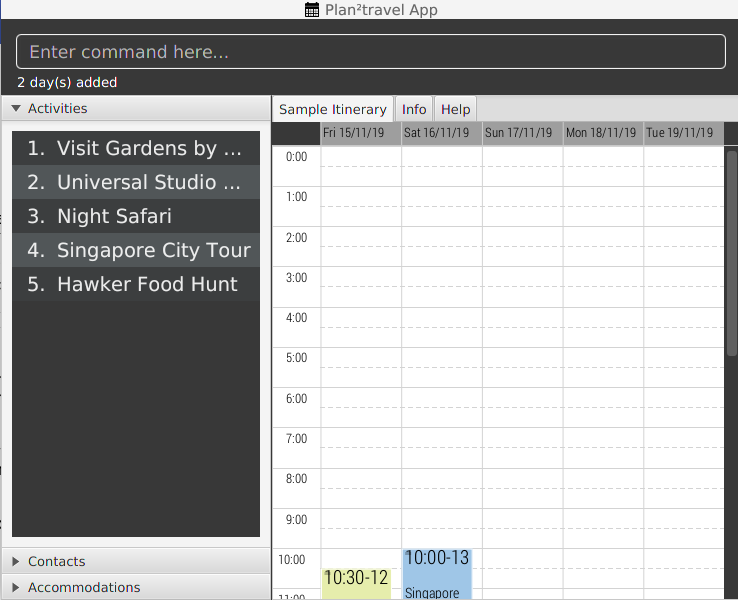 Plan²travel App
Enter command here...
2 day(s) added
Activities
1. Visit Gardens by ...
2. Universal Studio ...
3. Night Safari
4. Singapore City Tour
5. Hawker Food Hunt
Contacts
Accommodations
Sample Itinerary Info Help
Fri 15/11/19 Sat 16/11/19 Sun 17/11/19 Mon 18/11/19 Tue 19/11/19
0:00
1:00
2:00
3:00
4:00
5:00
6:00
7:00
8:00
9:00
10:00
10:00-13
10:30-12
Singapore
11:00